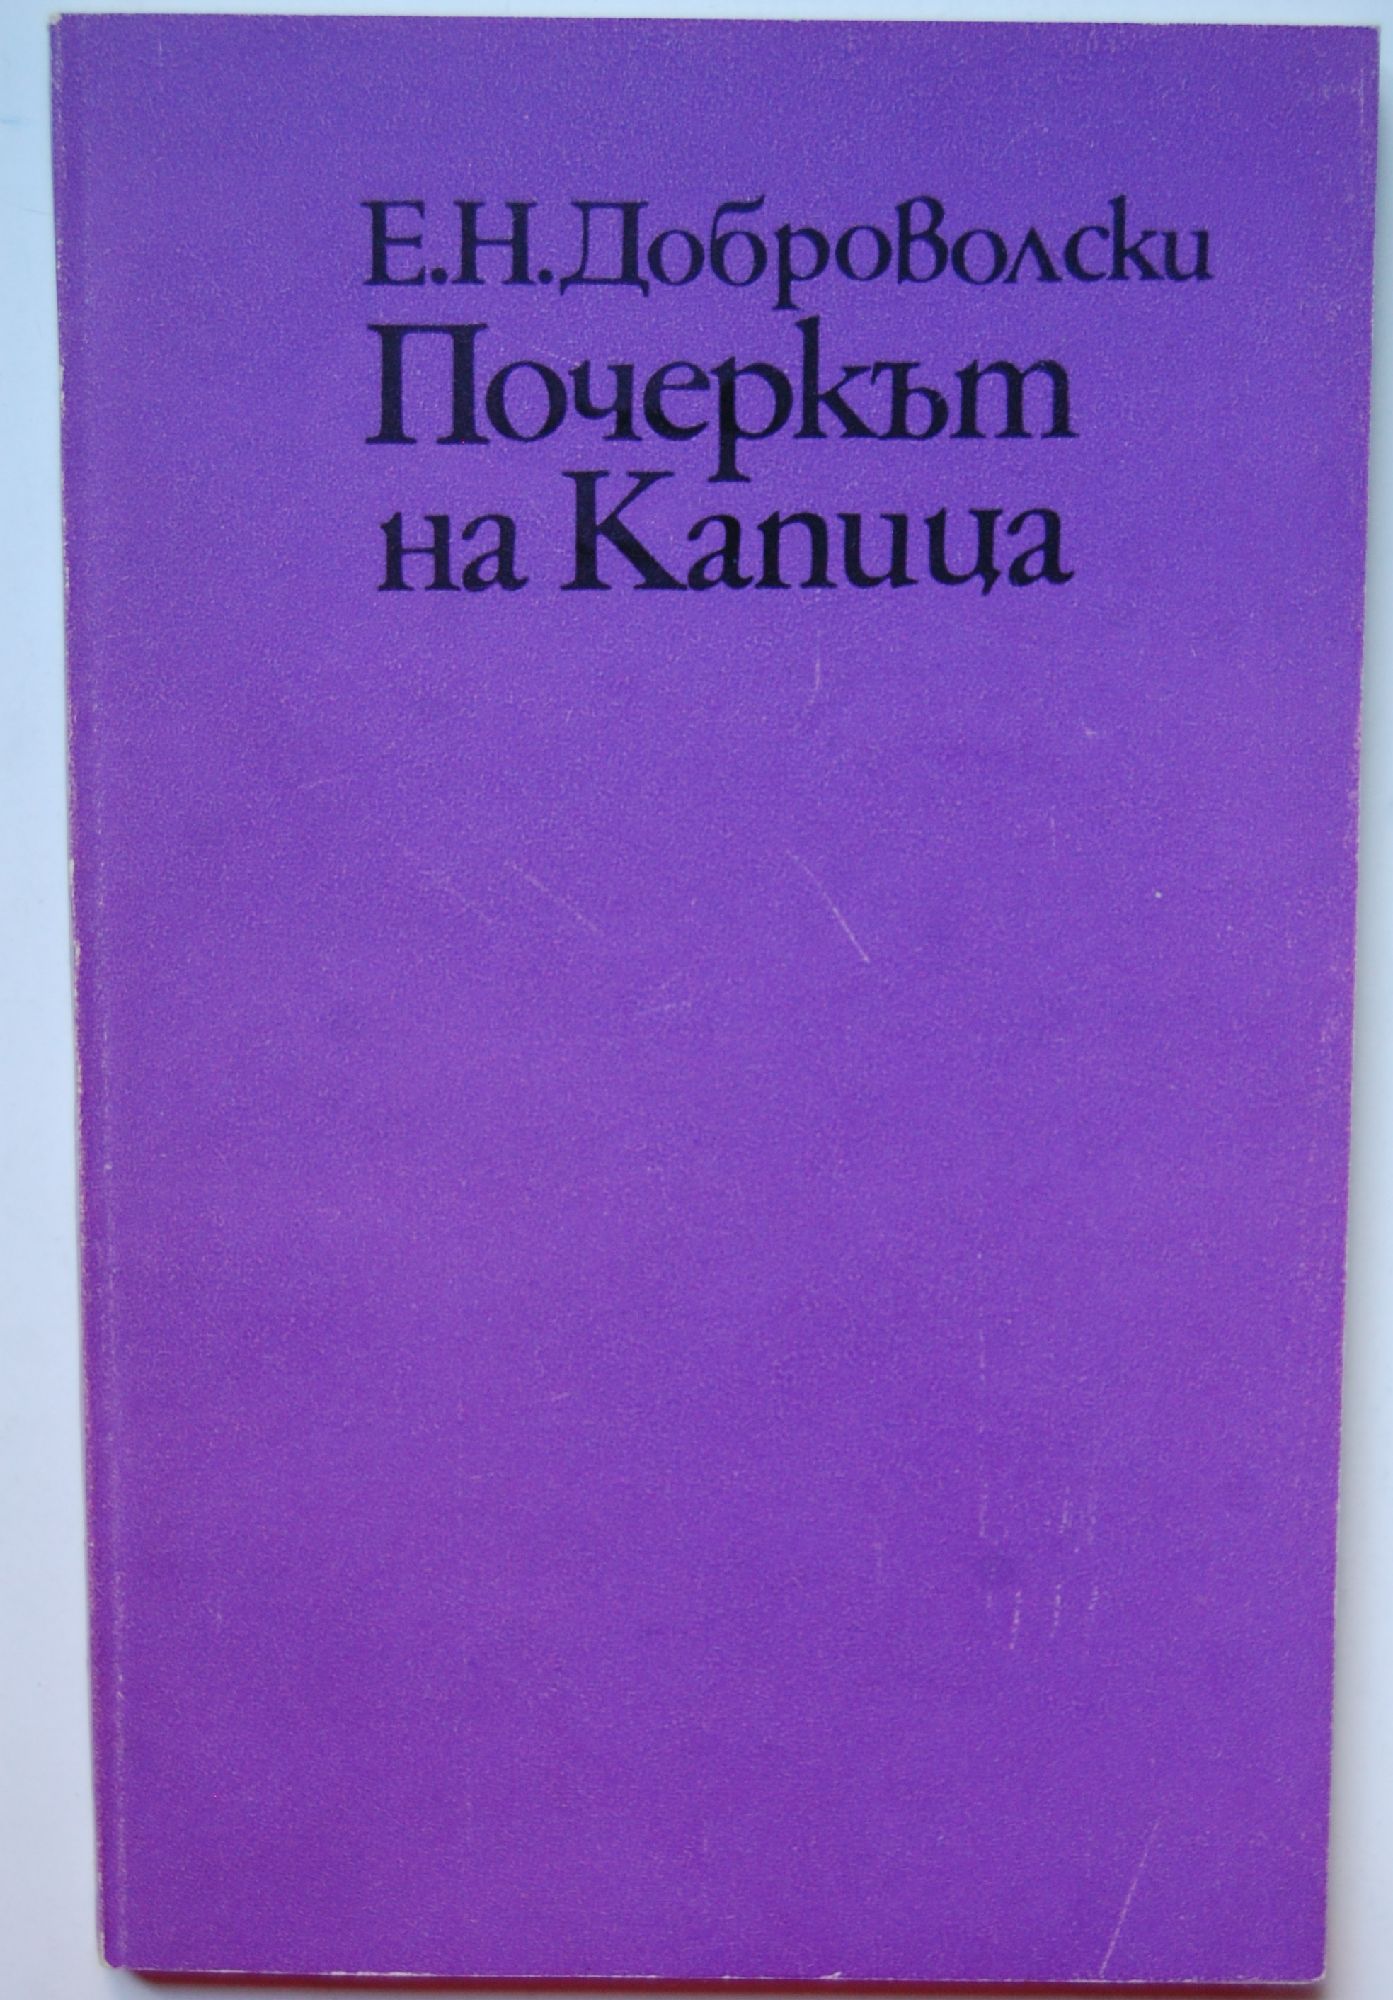 Е.Н.Доброволски
Почеркът
на Капица